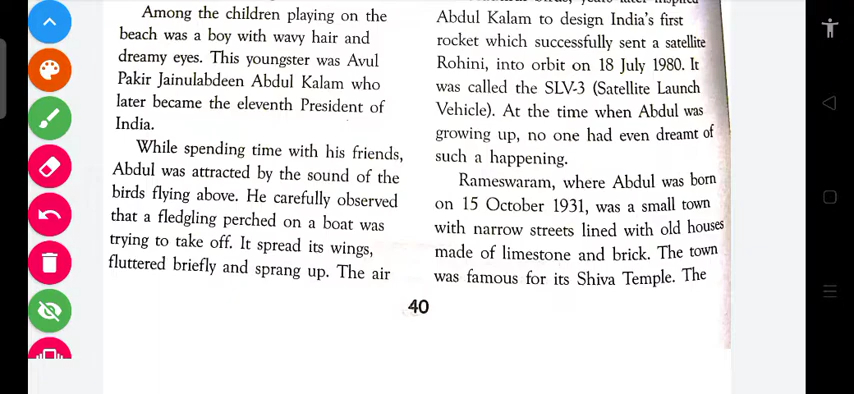 Among the children playing on the
beach was a boy with wavy hair and
dreamy eyes. This youngster was Avul
Pakir Jainulabdeen Abdul Kalam who
later became the eleventh President of
India.
While spending time with his friends,
Abdul was attracted by the sound of the
birds flying above. He carefully observed
that a fledgling perched on a boat was
trying to take off. It spread its wings,
fluttered briefly and sprang up. The air
Abdul Kalam to design India's first
rocket which successfully sent a satellite
Rohini, into orbit on 18 July 1980. It
was called the SLV-3 (Satellite Launch
Vehicle). At the time when Abdul was
growing up, no one had even dreamt of
such a happening.
Rameswaram, where Abdul was born
on 15 October 1931, was a small town
with narrow streets lined with old houses
made of limestone and brick. The town
was famous for its Shiva Temple. The
40